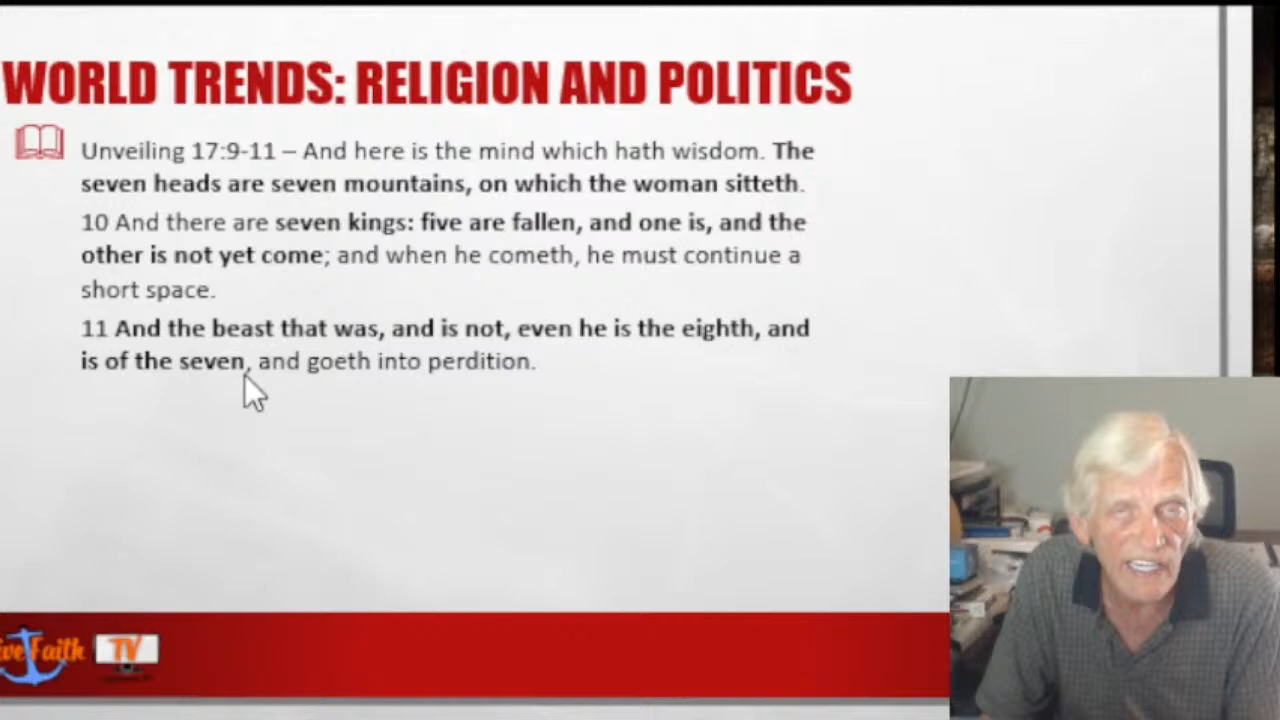 WORLD TRENDS: RELIGION AND POLITICS
Unveiling 17:9-11 – And here is the mind which hath wisdom. The
seven heads are seven mountains, on which the woman sitteth.
10 And there are seven kings: five are fallen, and one is, and the
other is not yet come; and when he cometh, he must continue a
short space.
11 And the beast that was, and is not, even he is the eighth, and
is of the seven, and goeth into perdition.
ive Faith
TV